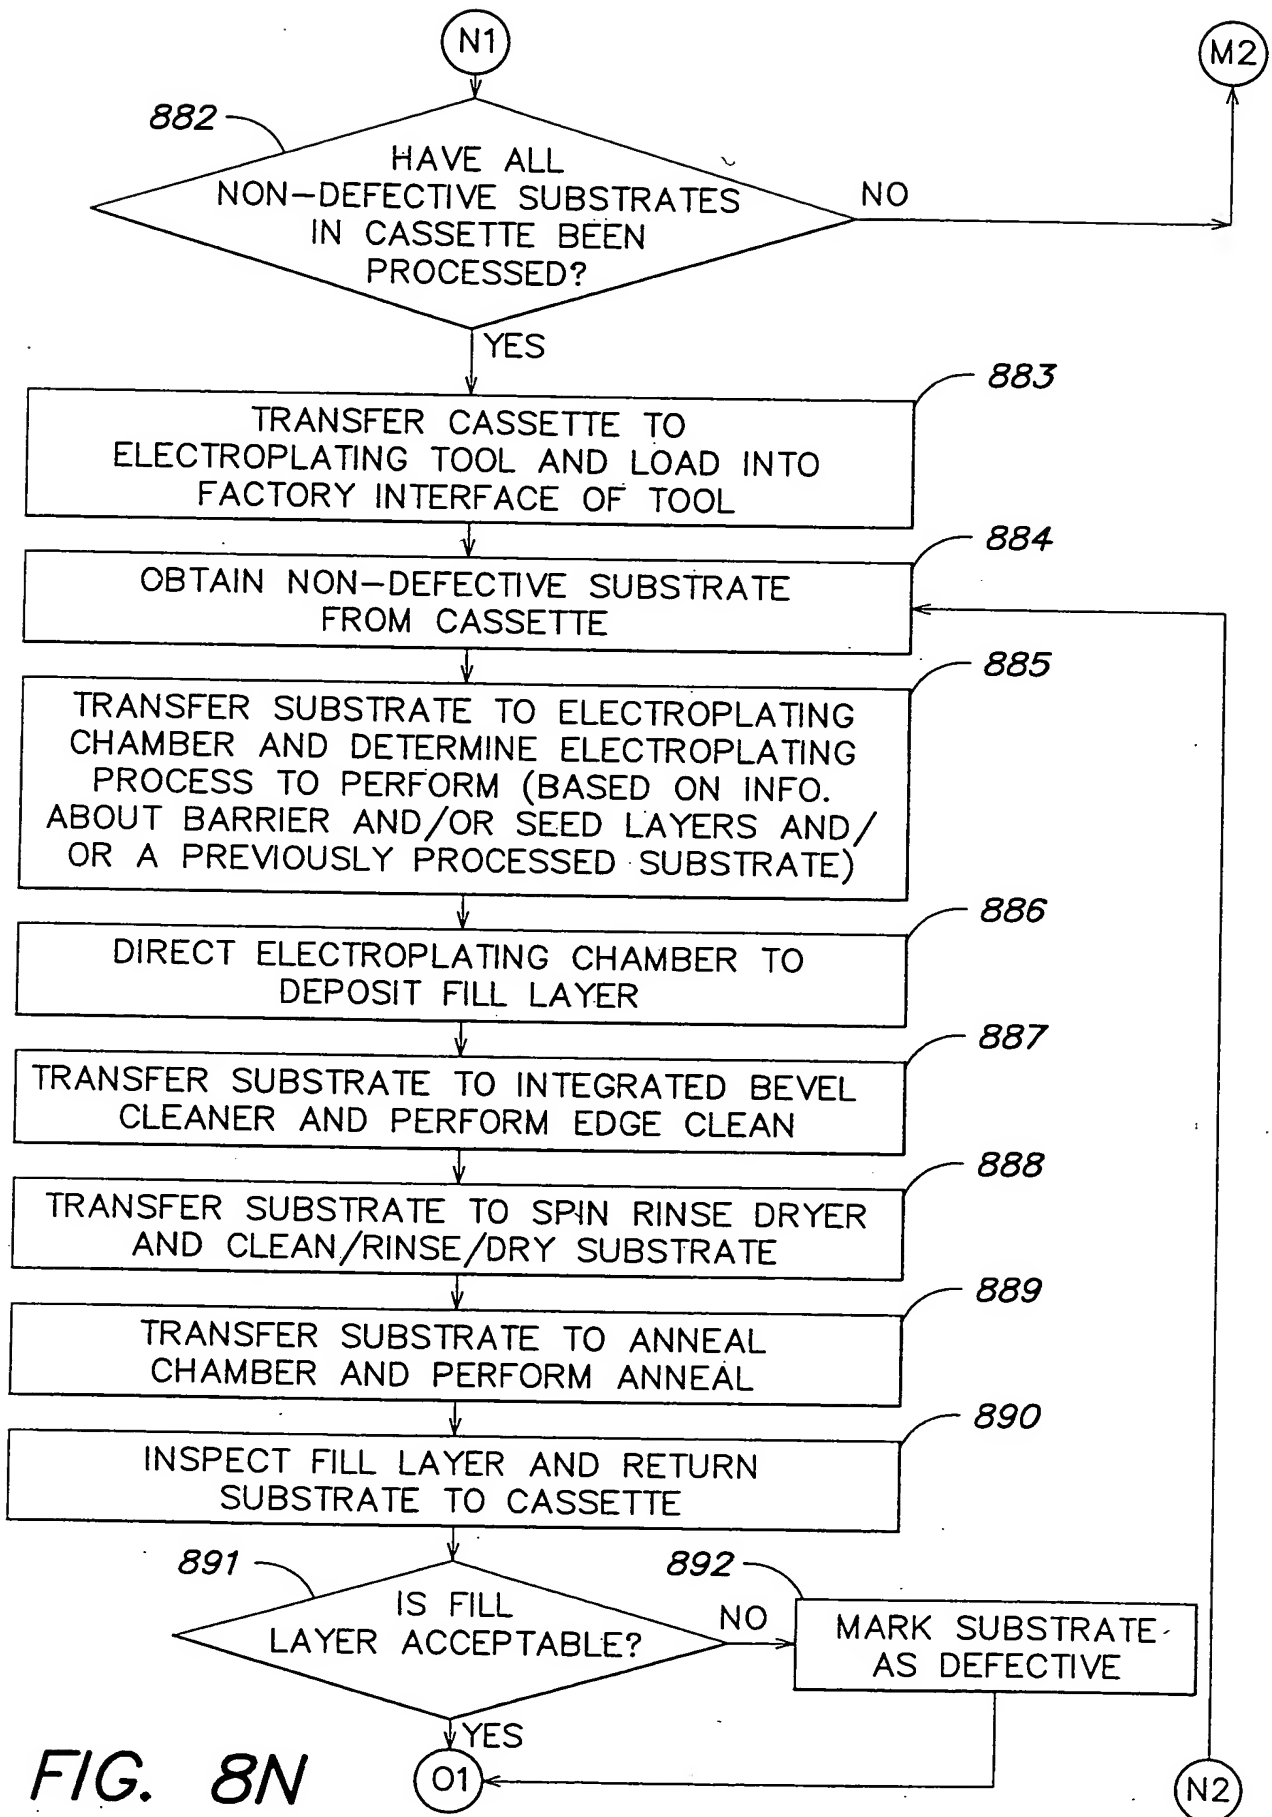 N1
M2
882
HAVE ALL
NON-DEFECTIVE SUBSTRATES
IN CASSETTE BEEN
PROCESSED?
NO
YES
883
TRANSFER CASSETTE TO
ELECTROPLATING TOOL AND LOAD INTO
FACTORY INTERFACE OF TOOL
884
OBTAIN NON-DEFECTIVE SUBSTRATE
FROM CASSETTE
885
TRANSFER SUBSTRATE TO ELECTROPLATING
CHAMBER AND DETERMINE ELECTROPLATING
PROCESS TO PERFORM (BASED ON INFO.
ABOUT BARRIER AND/OR SEED LAYERS AND/
OR A PREVIOUSLY PROCESSED SUBSTRATE)
886
DIRECT ELECTROPLATING CHAMBER TO
DEPOSIT FILL LAYER
887
TRANSFER SUBSTRATE TO INTEGRATED BEVEL
CLEANER AND PERFORM EDGE CLEAN
888
TRANSFER SUBSTRATE TO SPIN RINSE DRYER
AND CLEAN/RINSE/DRY SUBSTRATE
889
TRANSFER SUBSTRATE TO ANNEAL
CHAMBER AND PERFORM ANNEAL
890
INSPECT FILL LAYER AND RETURN
SUBSTRATE TO CASSETTE
891
IS FILL
LAYER ACCEPTABLE?
NO
892
MARK SUBSTRATE
AS DEFECTIVE
YES
O1
N2
FIG. 8N